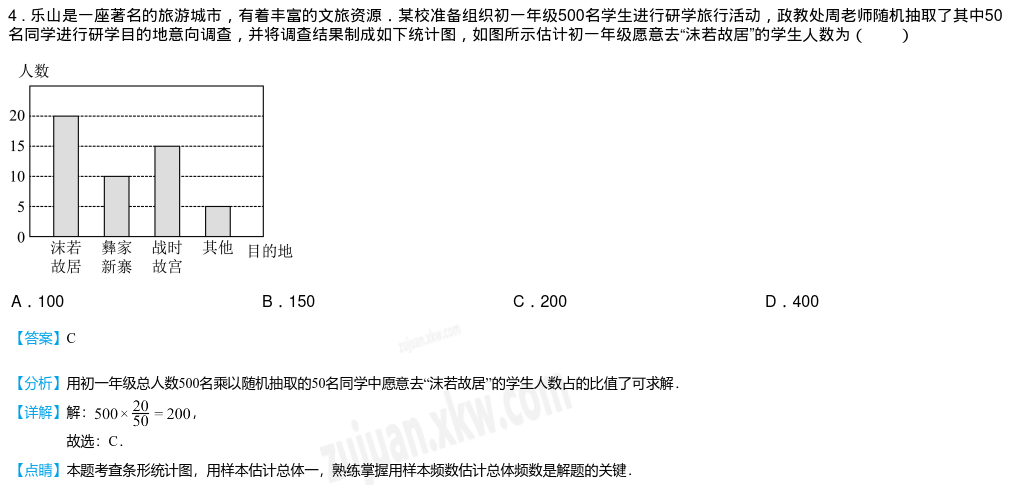 4．乐山是一座著名的旅游城市，有着丰富的文旅资源．某校准备组织初一年级500名学生进行研学旅行活动，政教处周老师随机抽取了其中50
名同学进行研学目的地意向调查，并将调查结果制成如下统计图，如图所示估计初一年级愿意去“沫若故居”的学生人数为（　　）
人数
20
15
10
5
0
沫若 彝家 战时 其他 目的地
故居 新寨 故宫
A．100 B．150 C．200 D．400
【答案】C
【分析】用初一年级总人数500名乘以随机抽取的50名同学中愿意去“沫若故居”的学生人数占的比值了可求解．
【详解】解：500×20/50=200，
故选：C．
【点睛】本题考查条形统计图，用样本估计总体一，熟练掌握用样本频数估计总体频数是解题的关键．
zujuan.xkw.com
zujuan.xkw.com